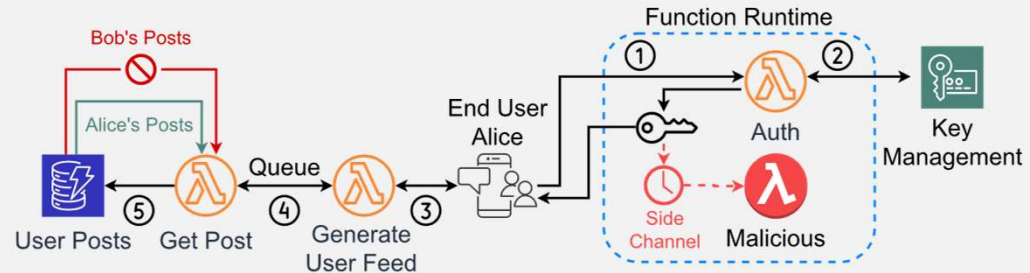 Function Runtime
Bob's Posts
①
②
Alice's Posts
End User
Alice
Auth
Key
Management
Queue
⑤
④
③
User Posts
Get Post
Generate
User Feed
Side
Channel
Malicious